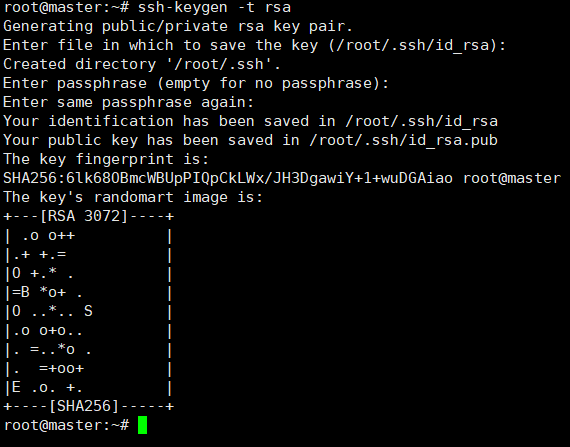 root@master:~# ssh-keygen -t rsa
Generating public/private rsa key pair.
Enter file in which to save the key (/root/.ssh/id_rsa):
Created directory '/root/.ssh'.
Enter passphrase (empty for no passphrase):
Enter same passphrase again:
Your identification has been saved in /root/.ssh/id_rsa
Your public key has been saved in /root/.ssh/id_rsa.pub
The key fingerprint is:
SHA256:6lk68OBmcWBUpPIQpCkLWx/JH3DgawiY+1+wuDGAiao root@master
The key's randomart image is:
+---[RSA 3072]----+
| .o o++          |
|.+ +.=           |
|O +.* .          |
|=B *o+ .         |
|O ..*.. S        |
|.o o+o..         |
|. =..*o .        |
|.  =+oo+         |
|E .o. +.         |
+----[SHA256]-----+
root@master:~#